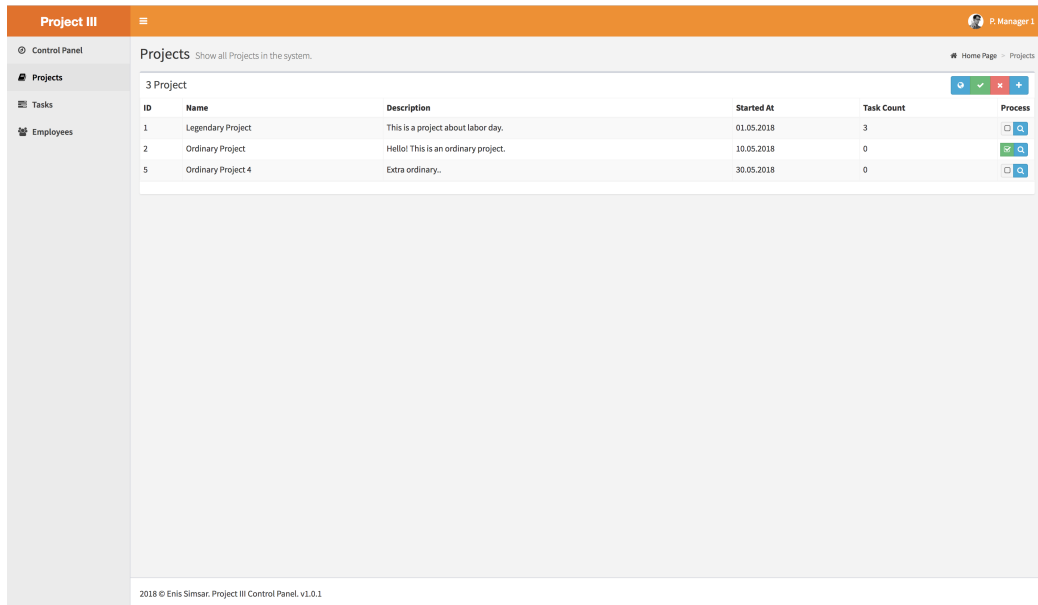 Project III
P. Manager 1
Control Panel
Projects
Tasks
Employees
Projects Show all Projects in the system.
Home Page > Projects
3 Project
ID Name Description Started At Task Count Process
1 Legendary Project This is a project about labor day. 01.05.2018 3
2 Ordinary Project Hello! This is an ordinary project. 10.05.2018 0
5 Ordinary Project 4 Extra ordinary.. 30.05.2018 0
2018 © Enis Simsar. Project III Control Panel. v1.0.1